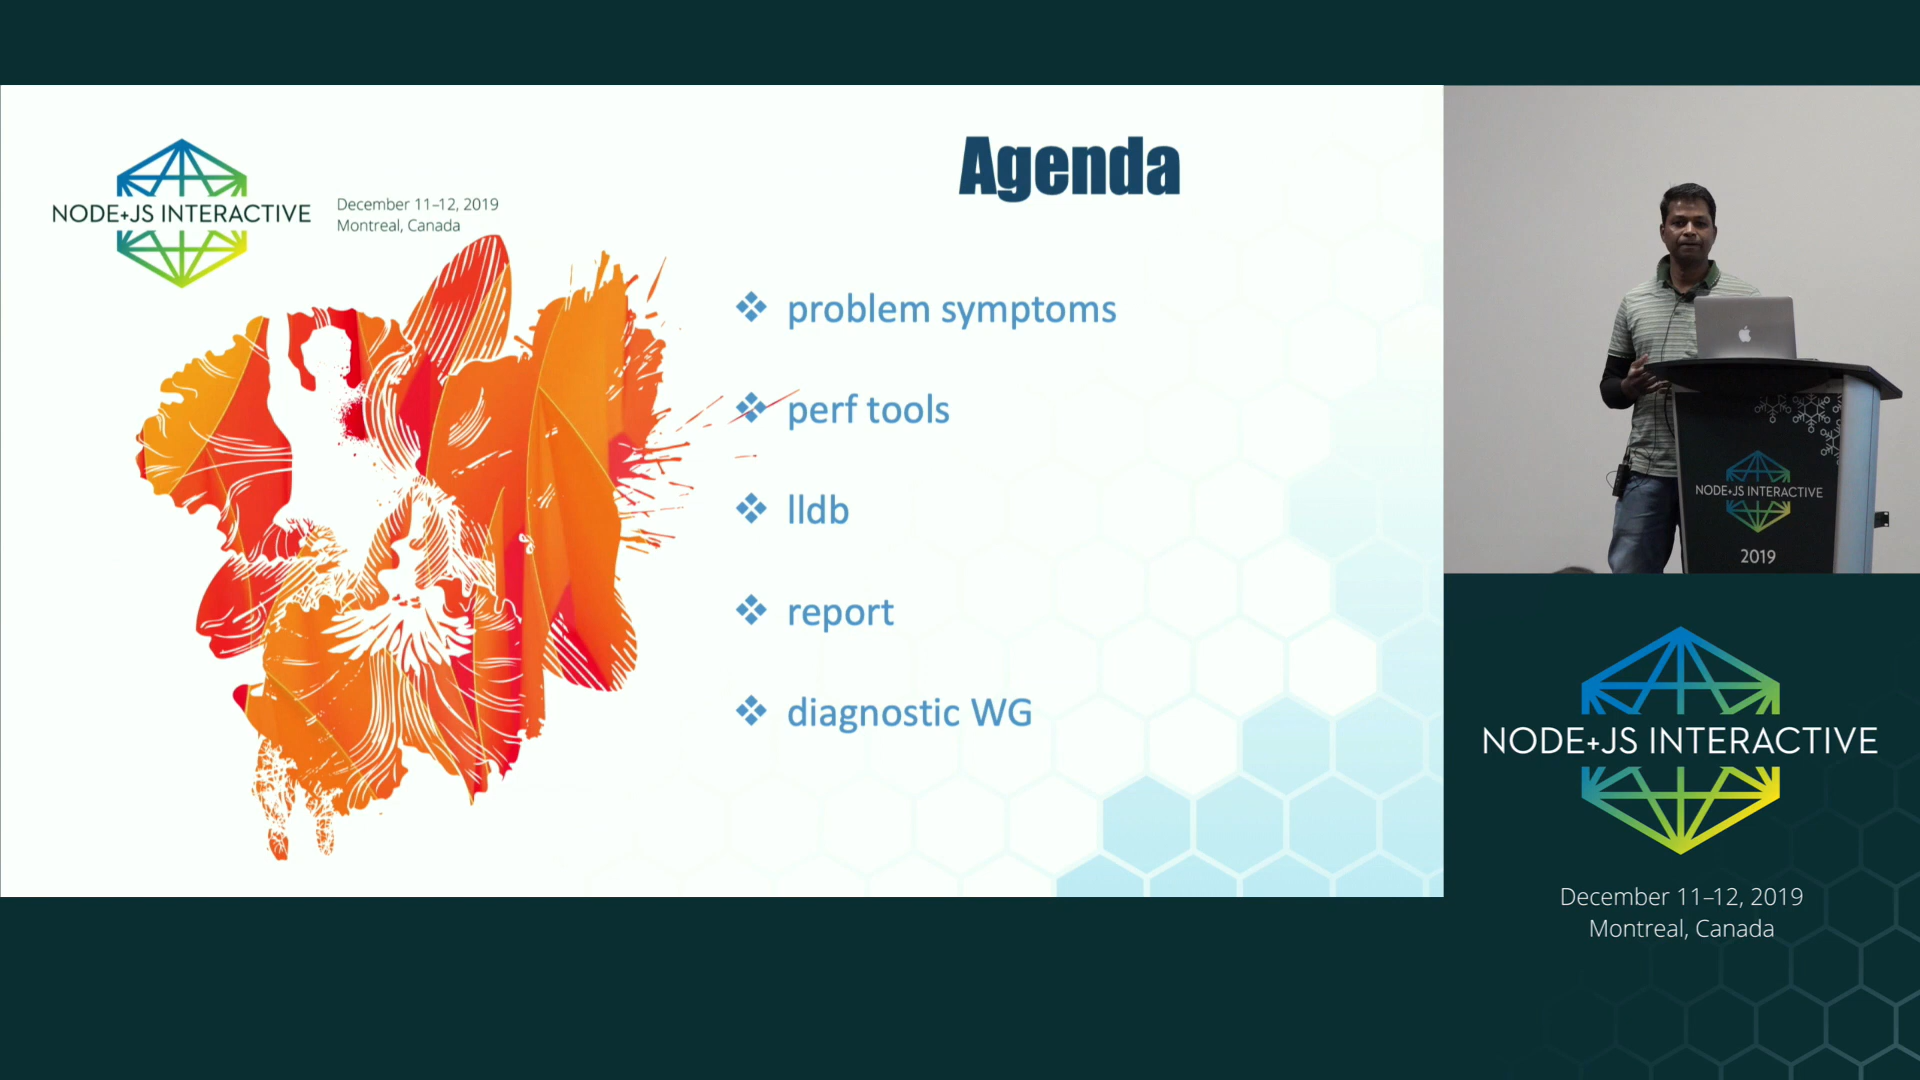 NODE+JS INTERACTIVE
December 11–12, 2019
Montreal, Canada
Agenda
problem symptoms
perf tools
lldb
report
diagnostic WG
NODE+JS INTERACTIVE
2019
NODE+JS INTERACTIVE
December 11–12, 2019
Montreal, Canada